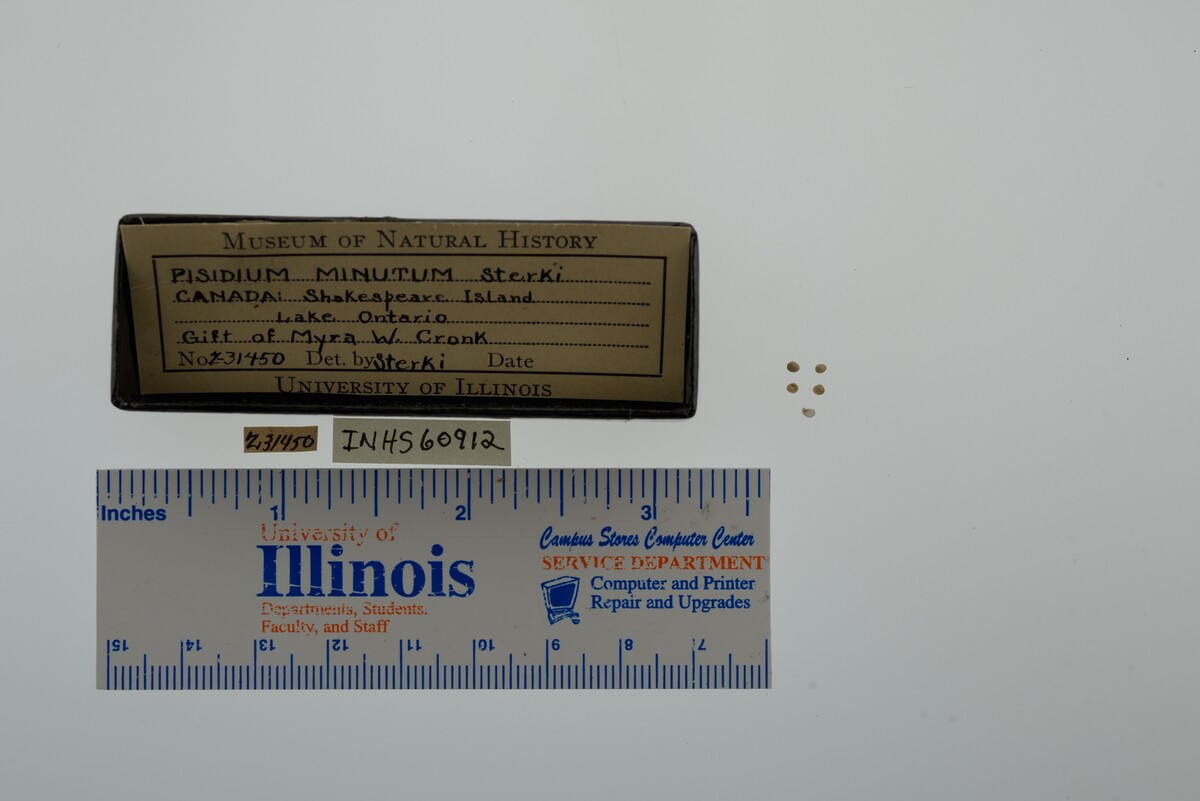 MUSEUM OF NATURAL HISTORY
PISIDIUM MINUTUM Sterki
CANADA: Shakespeare Island
Lake Ontario
Gift of Myra W. Cronk
No Z31450 Det. by Sterki Date
UNIVERSITY OF ILLINOIS
Z31450
INHS60912
Inches 1 2 3
University of
Illinois
Departments, Students,
Faculty, and Staff
Campus Stores Computer Center
SERVICE DEPARTMENT
Computer and Printer
Repair and Upgrades
15 14 13 12 11 10 9 8 7